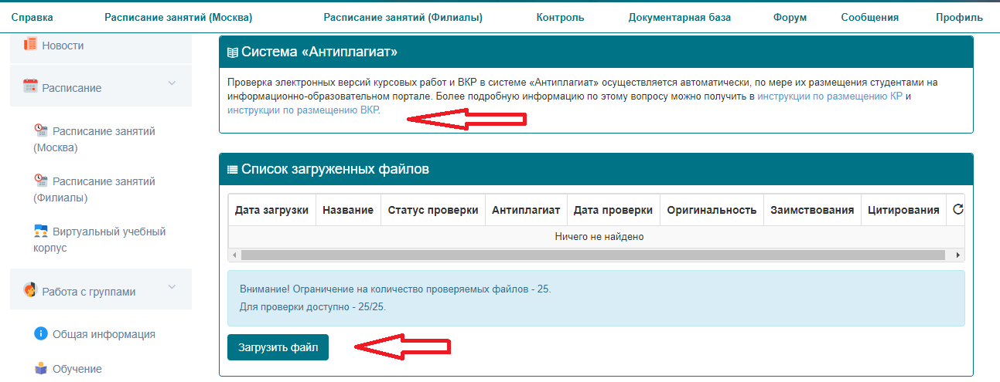 Справка Расписание занятий (Москва) Расписание занятий (Филиалы) Контроль Документарная база Форум Сообщения Профиль
Новости
Расписание
Расписание занятий
(Москва)
Расписание занятий
(Филиалы)
Виртуальный учебный
корпус
Работа с группами
Общая информация
Обучение
Система «Антиплагиат»
Проверка электронных версий курсовых работ и ВКР в системе «Антиплагиат» осуществляется автоматически, по мере их размещения студентами на
информационно-образовательном портале. Более подробную информацию по этому вопросу можно получить в инструкции по размещению КР и
инструкции по размещению ВКР.
Список загруженных файлов
Дата загрузки Название Статус проверки Антиплагиат Дата проверки Оригинальность Заимствования Цитирования
Ничего не найдено
Внимание! Ограничение на количество проверяемых файлов - 25.
Для проверки доступно - 25/25.
Загрузить файл